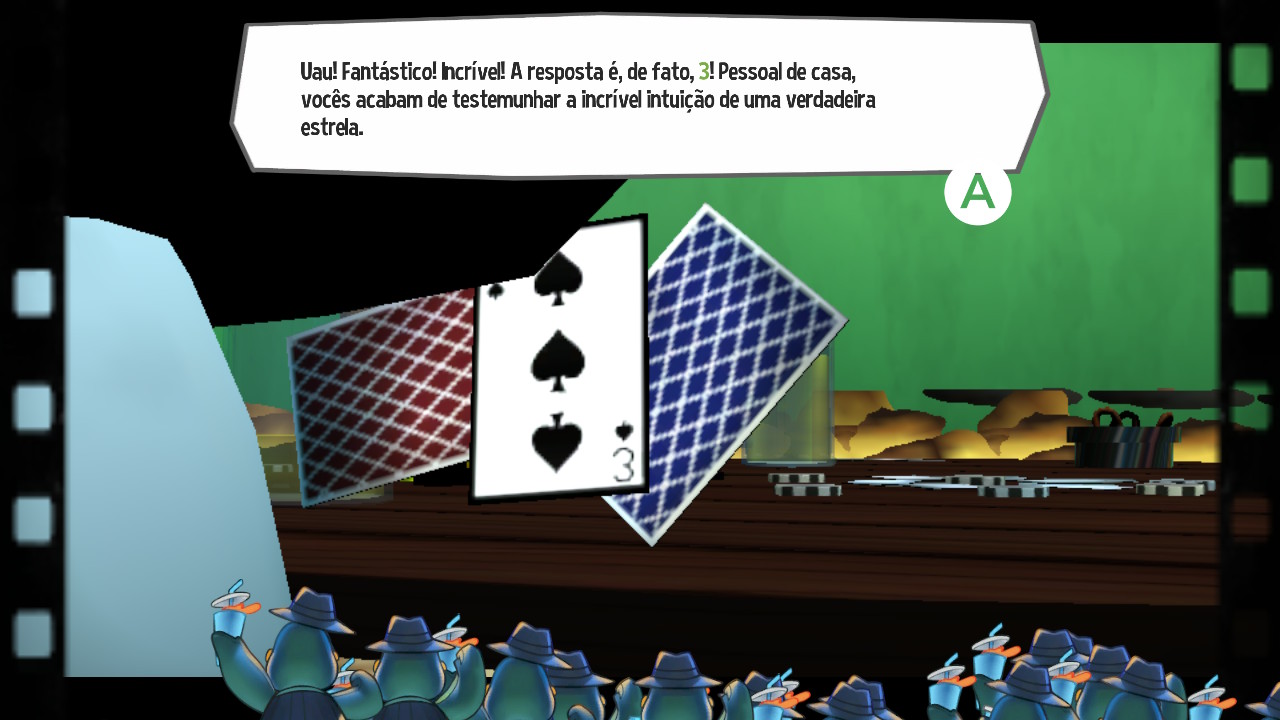 Uau! Fantástico! Incrível! A resposta é, de fato, 3! Pessoal de casa,
vocês acabam de testemunhar a incrível intuição de uma verdadeira
estrela.
A
3